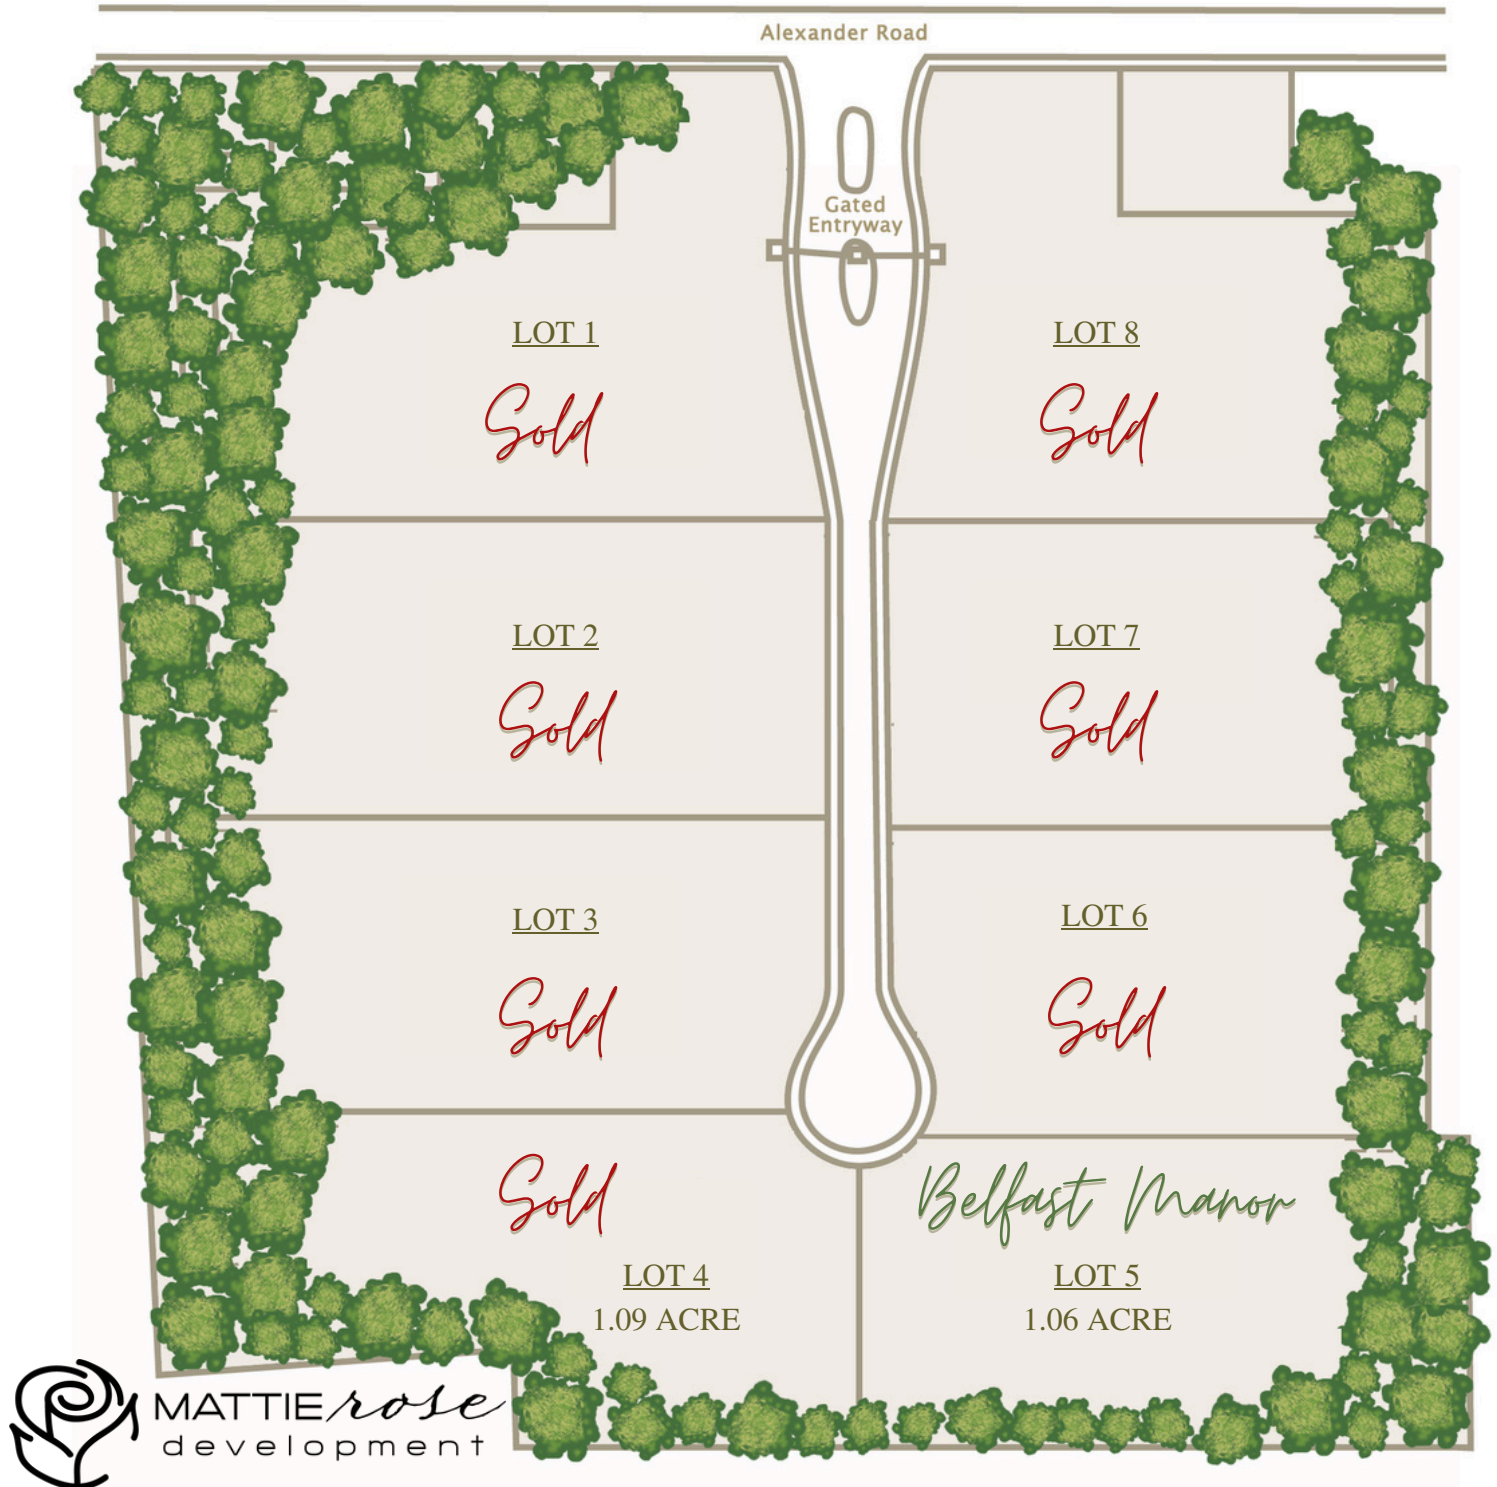 Alexander Road
Gated
Entryway
LOT 1
Sold
LOT 8
Sold
LOT 2
Sold
LOT 7
Sold
LOT 3
Sold
LOT 6
Sold
Sold
LOT 4
1.09 ACRE
Belfast Manor
LOT 5
1.06 ACRE
MATTIE rose
development